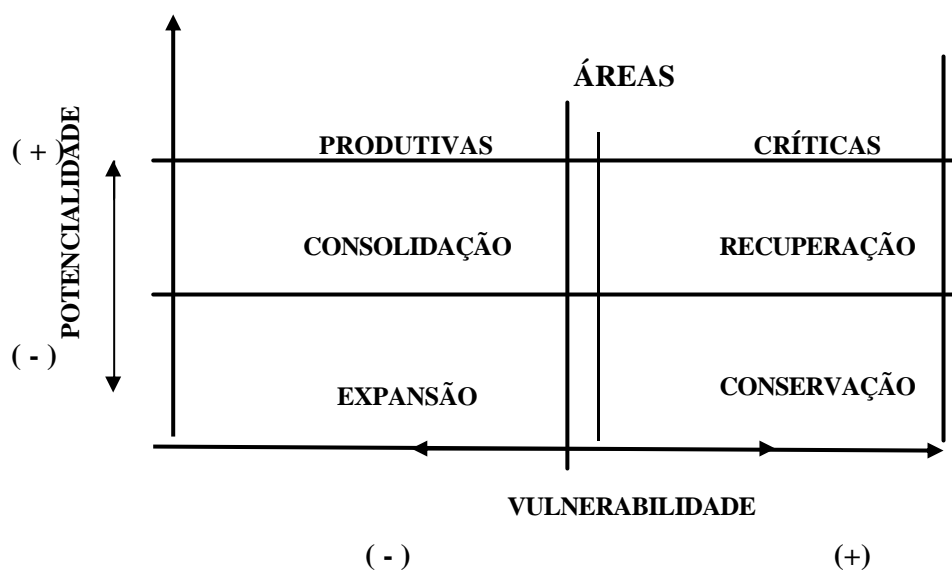 ÁREAS
PRODUTIVAS
CRÍTICAS
( + )
POTENCIALIDADE
CONSOLIDAÇÃO
RECUPERAÇÃO
( - )
EXPANSÃO
CONSERVAÇÃO
VULNERABILIDADE
( - )
(+)